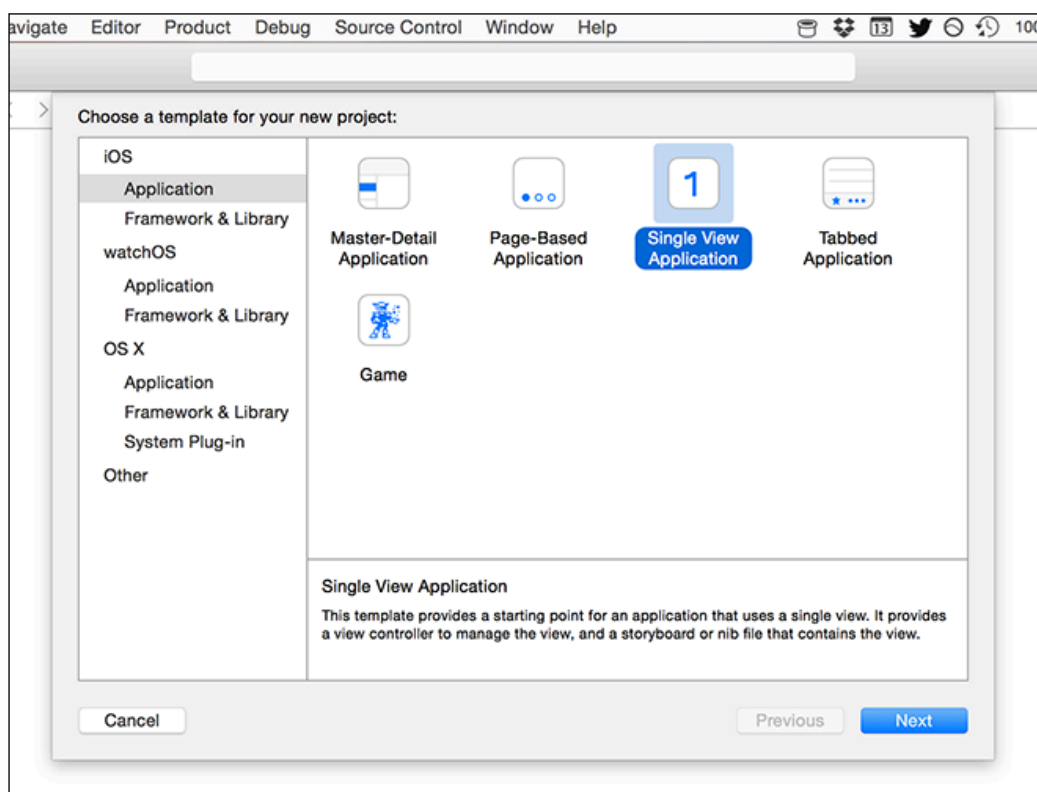 avigate Editor Product Debug Source Control Window Help 13 100
Choose a template for your new project:
iOS
Application
Framework & Library
watchOS
Application
Framework & Library
OS X
Application
Framework & Library
System Plug-in
Other
Master-Detail
Application
Page-Based
Application
1
Single View
Application
Tabbed
Application
Game
Single View Application
This template provides a starting point for an application that uses a single view. It provides
a view controller to manage the view, and a storyboard or nib file that contains the view.
Cancel
Previous
Next